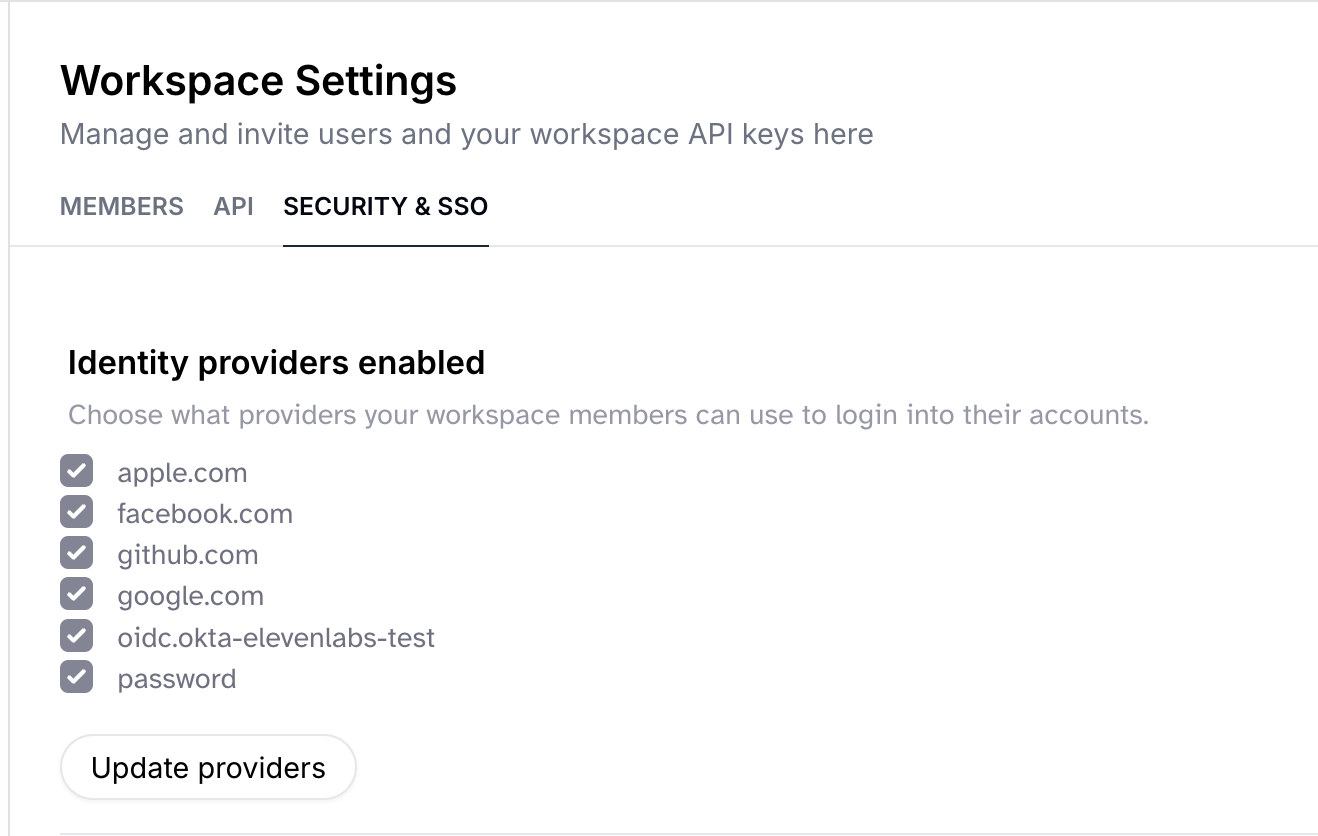 Workspace Settings
Manage and invite users and your workspace API keys here
MEMBERS API SECURITY & SSO
Identity providers enabled
Choose what providers your workspace members can use to login into their accounts.
apple.com
facebook.com
github.com
google.com
oidc.okta-elevenlabs-test
password
Update providers